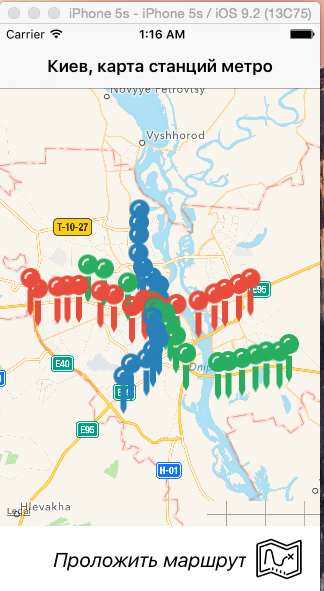 iPhone 5s - iPhone 5s / iOS 9.2 (13C75)
Carrier 1:16 AM
Киев, карта станций метро
Novyye Petrovtsy
Vyshhorod
T-10-27
E95
E40
E95
H-01
Hlevakha
Legal
Проложить маршрут